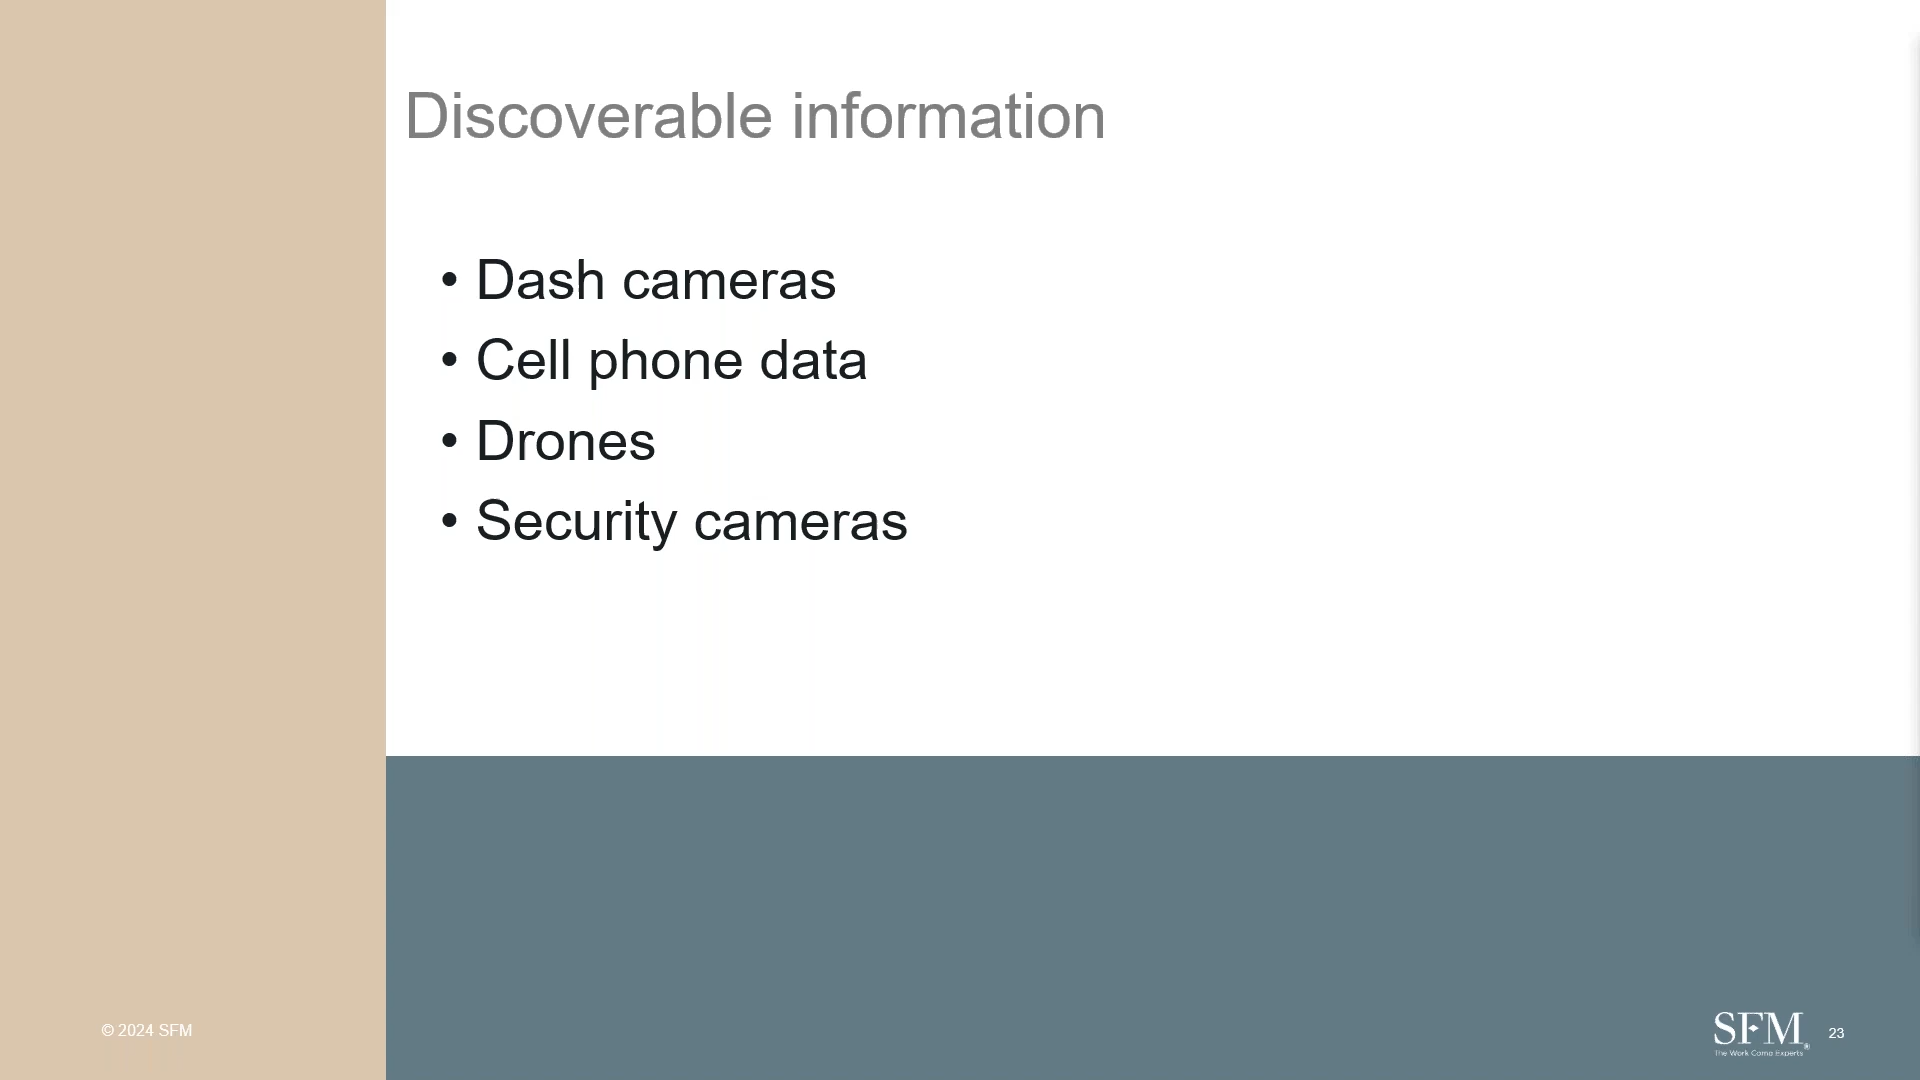 Discoverable information
• Dash cameras
• Cell phone data
• Drones
• Security cameras
© 2024 SFM
SFM®
The Work Comp Experts
23